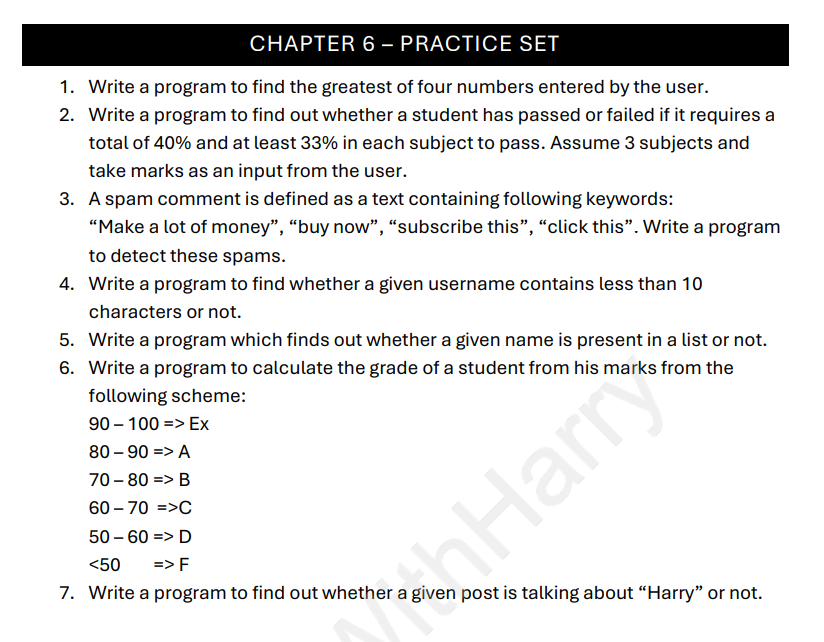 CHAPTER 6 – PRACTICE SET
1. Write a program to find the greatest of four numbers entered by the user.
2. Write a program to find out whether a student has passed or failed if it requires a
total of 40% and at least 33% in each subject to pass. Assume 3 subjects and
take marks as an input from the user.
3. A spam comment is defined as a text containing following keywords:
“Make a lot of money”, “buy now”, “subscribe this”, “click this”. Write a program
to detect these spams.
4. Write a program to find whether a given username contains less than 10
characters or not.
5. Write a program which finds out whether a given name is present in a list or not.
6. Write a program to calculate the grade of a student from his marks from the
following scheme:
90 – 100 => Ex
80 – 90 => A
70 – 80 => B
60 – 70 =>C
50 – 60 => D
<50 => F
7. Write a program to find out whether a given post is talking about “Harry” or not.
WithHarry